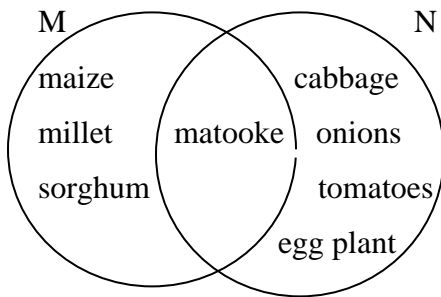 M N
maize cabbage
millet matooke onions
sorghum tomatoes
egg plant